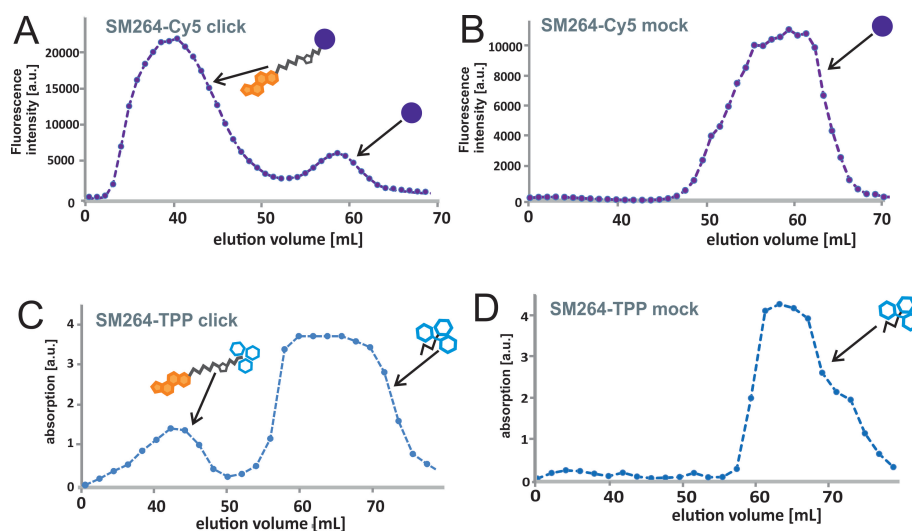 A
SM264-Cy5 click
Fluorescence
intensity [a.u.]
20000
15000
10000
5000
0
0
40
50
60
70
elution volume [mL]
B
SM264-Cy5 mock
Fluorescence
intensity [a.u.]
10000
8000
6000
4000
2000
0
0
40
50
60
70
elution volume [mL]
C
SM264-TPP click
absorption [a.u.]
4
3
2
1
0
0
40
50
60
70
elution volume [mL]
D
SM264-TPP mock
absorption [a.u.]
4
3
2
1
0
0
60
70
elution volume [mL]